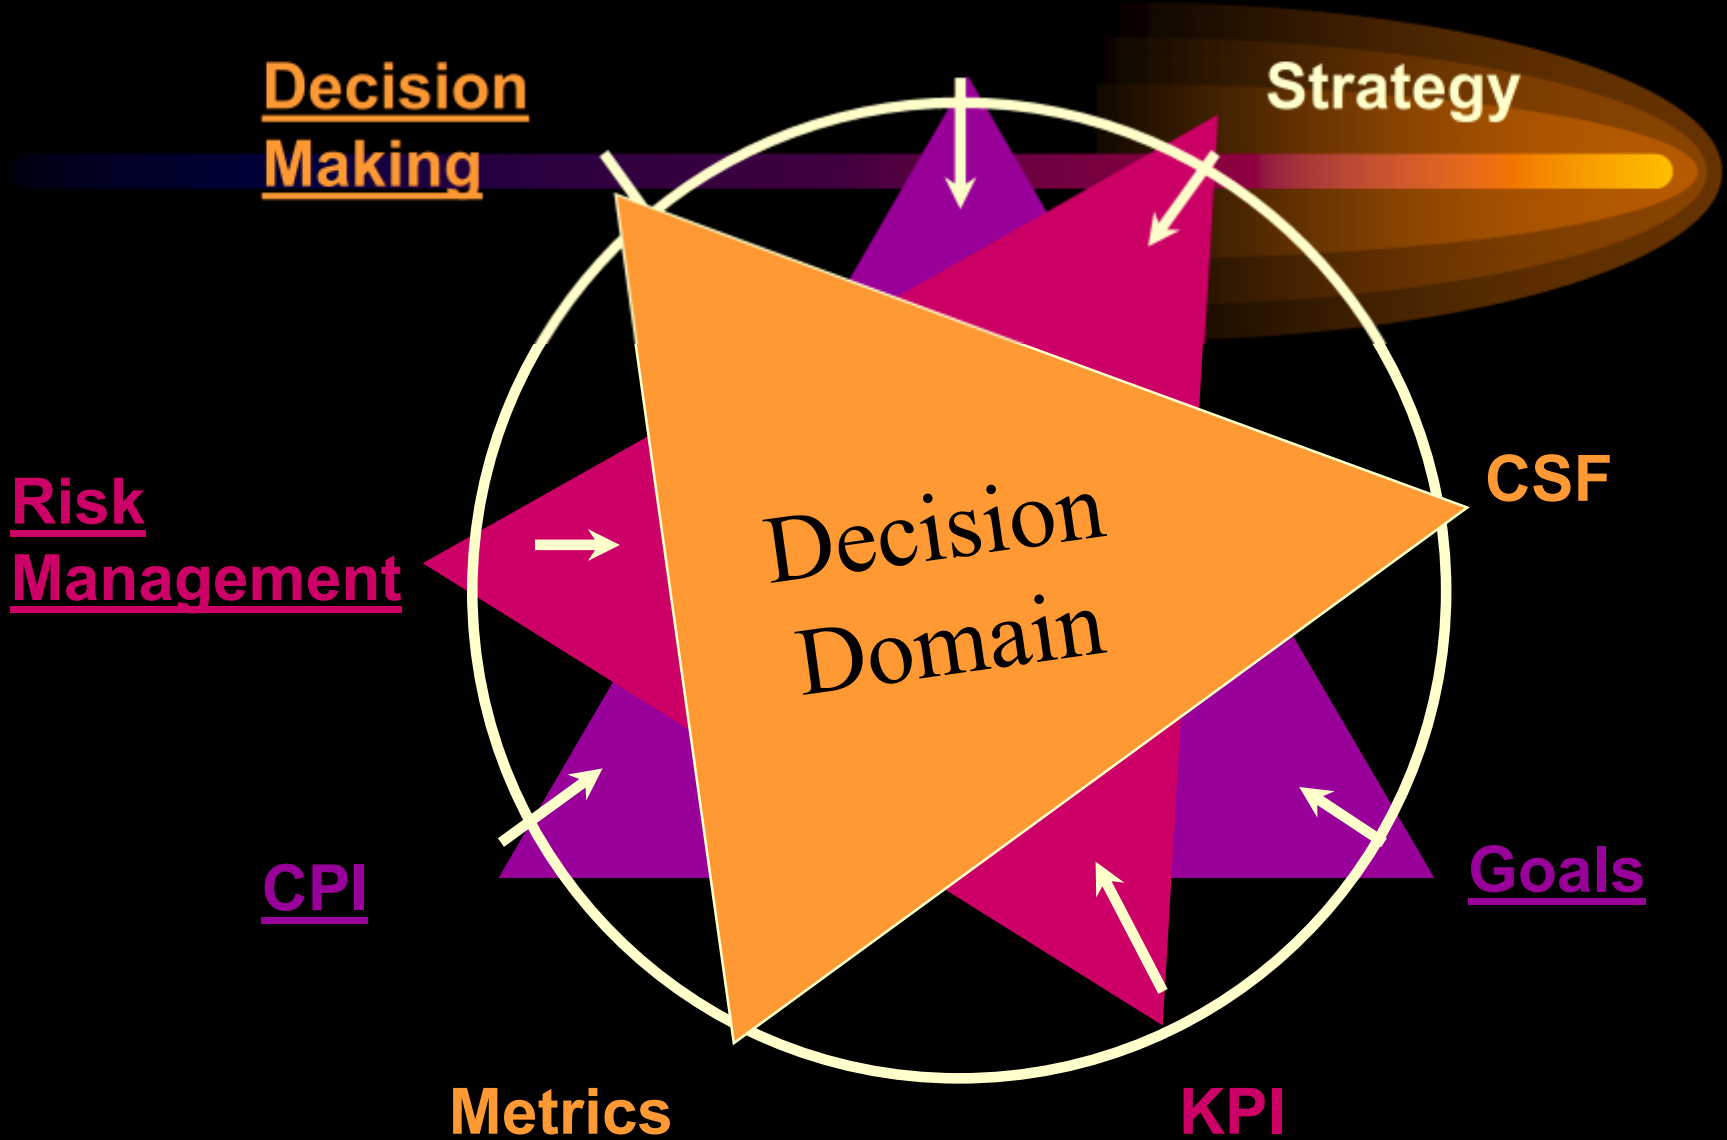 Decision
Making
Strategy
Risk
Management
CSF
Decision
Domain
CPI
Goals
Metrics
KPI